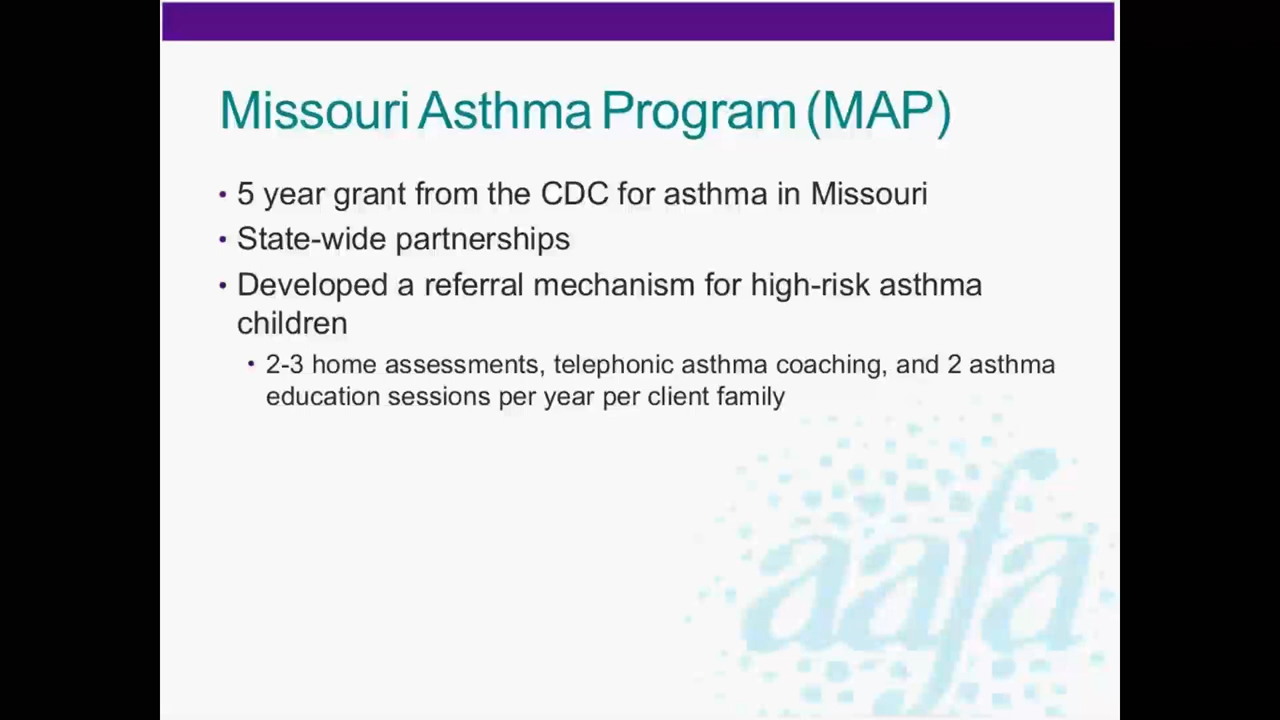 Missouri Asthma Program (MAP)
• 5 year grant from the CDC for asthma in Missouri
• State-wide partnerships
• Developed a referral mechanism for high-risk asthma
children
• 2-3 home assessments, telephonic asthma coaching, and 2 asthma
education sessions per year per client family
aafa